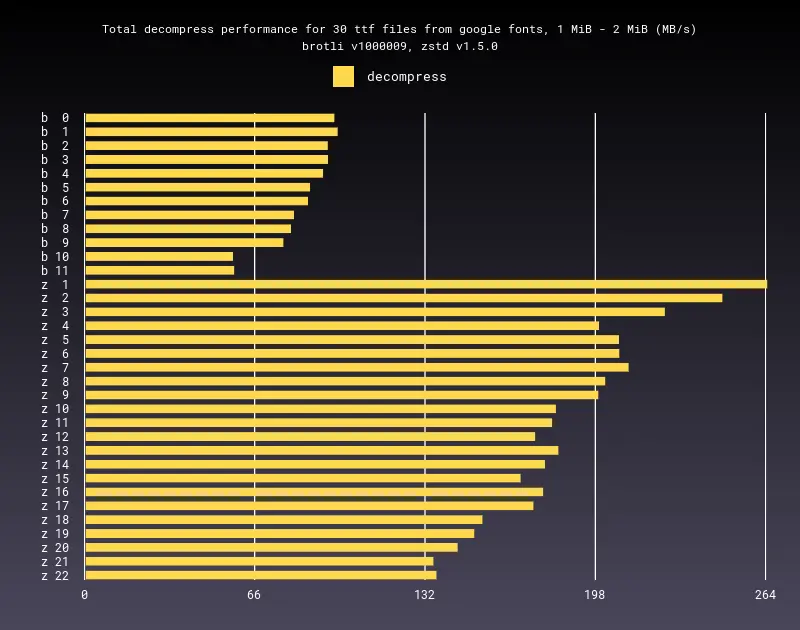 Total decompress performance for 30 ttf files from google fonts, 1 MiB - 2 MiB (MB/s)
brotli v1000009, zstd v1.5.0
decompress
b 0
b 1
b 2
b 3
b 4
b 5
b 6
b 7
b 8
b 9
b 10
b 11
z 1
z 2
z 3
z 4
z 5
z 6
z 7
z 8
z 9
z 10
z 11
z 12
z 13
z 14
z 15
z 16
z 17
z 18
z 19
z 20
z 21
z 22
0 66 132 198 264